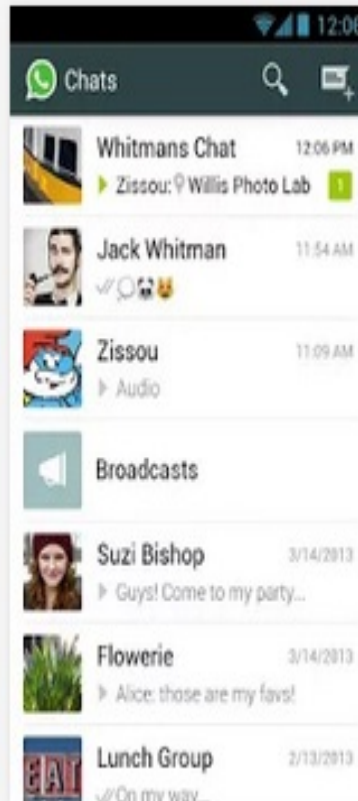 12:06
Chats
Whitmans Chat 12:06 PM
Zissou: Willis Photo Lab 1
Jack Whitman 11:54 AM
Zissou 11:09 AM
Audio
Broadcasts
Suzi Bishop 3/14/2013
Guys! Come to my party...
Flowerie 3/14/2013
Alice: those are my favs!
EAT
Lunch Group 2/13/2013
On my way...